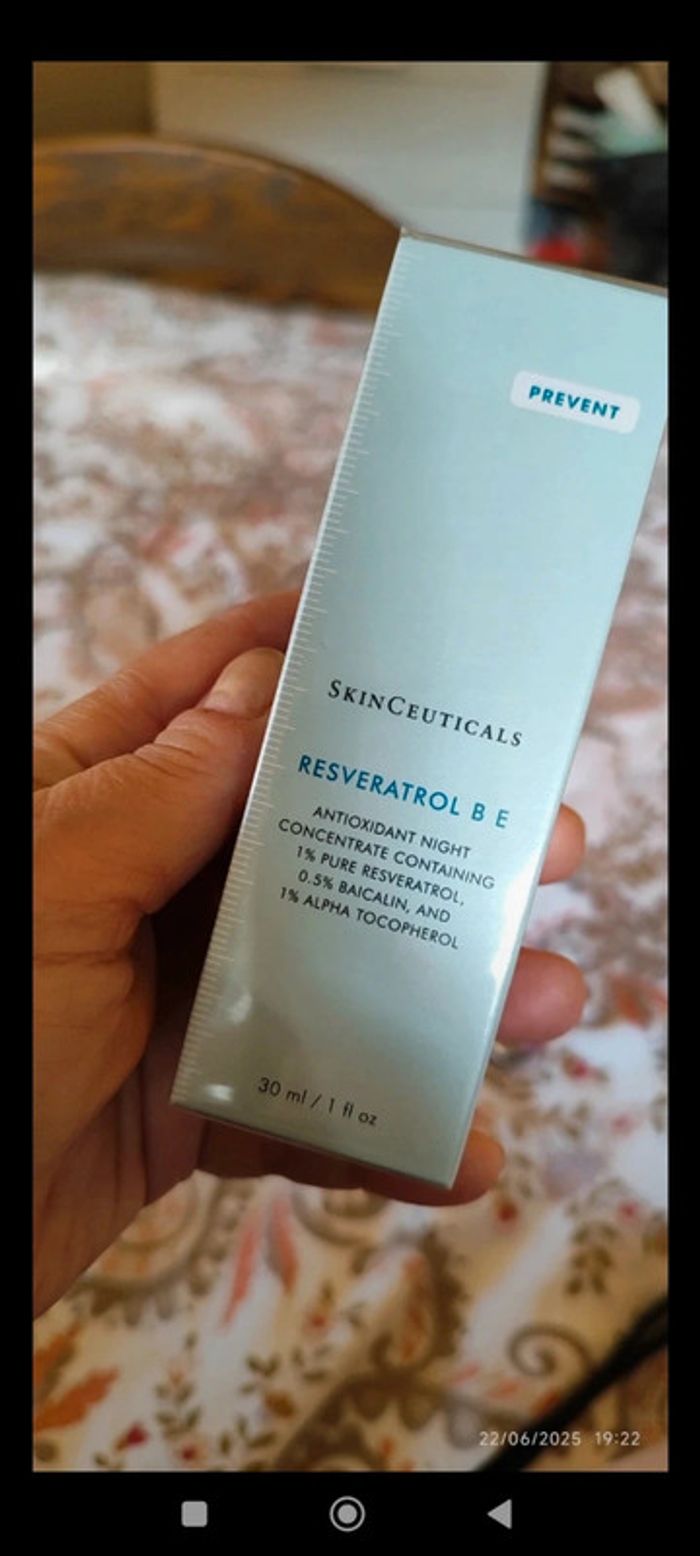 PREVENT
SKINCEUTICALS
RESVERATROL B E
ANTIOXIDANT NIGHT
CONCENTRATE CONTAINING
1% PURE RESVERATROL,
0.5% BAICALIN, AND
1% ALPHA TOCOPHEROL
30 ml / 1 fl oz
22/06/2025 19:22